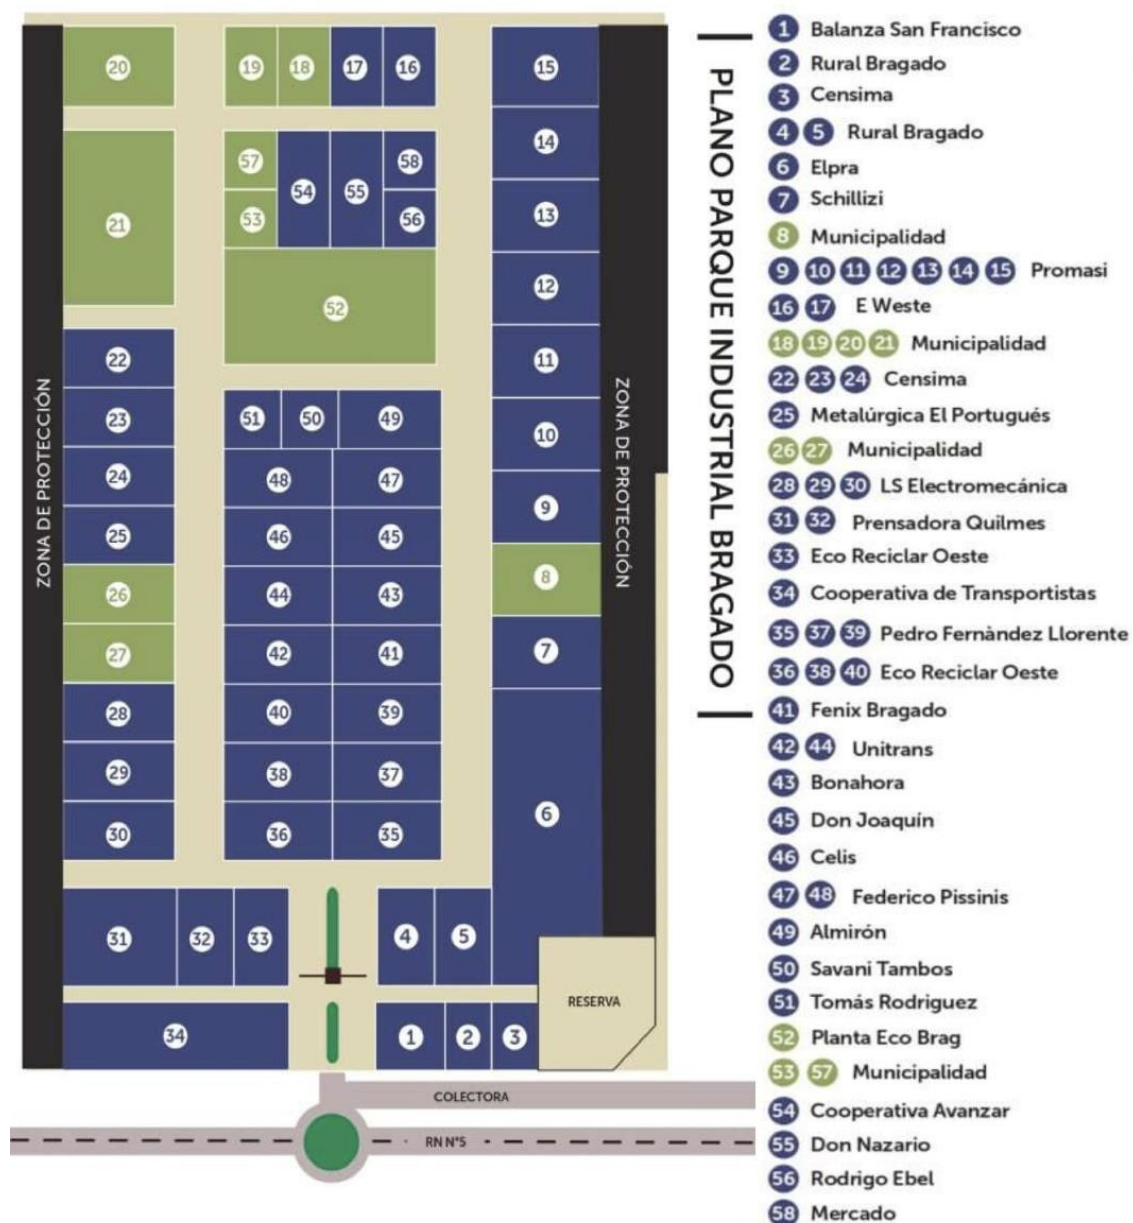 20 19 18 17 16 15
14
57 54 55 58
21 53 56 13
52 12
22 11
23 51 50 49 10
24 48 47
25 46 45 9
26 44 43 8
27 42 41 7
28 40 39
29 38 37
30 36 35 6
31 32 33 4 5
34 1 2 3
ZONA DE PROTECCIÓN
ZONA DE PROTECCIÓN
RESERVA
COLECTORA
RN N°5
PLANO PARQUE INDUSTRIAL BRAGADO
1 Balanza San Francisco
2 Rural Bragado
3 Censima
4 5 Rural Bragado
6 Elpra
7 Schillizi
8 Municipalidad
9 10 11 12 13 14 15 Promasi
16 17 E Weste
18 19 20 21 Municipalidad
22 23 24 Censima
25 Metalúrgica El Portugués
26 27 Municipalidad
28 29 30 LS Electromecánica
31 32 Prensadora Quilmes
33 Eco Reciclar Oeste
34 Cooperativa de Transportistas
35 37 39 Pedro Fernàndez Llorente
36 38 40 Eco Reciclar Oeste
41 Fenix Bragado
42 44 Unitrans
43 Bonahora
45 Don Joaquín
46 Celis
47 48 Federico Pissinis
49 Almirón
50 Savani Tambos
51 Tomás Rodriguez
52 Planta Eco Brag
53 57 Municipalidad
54 Cooperativa Avanzar
55 Don Nazario
56 Rodrigo Ebel
58 Mercado